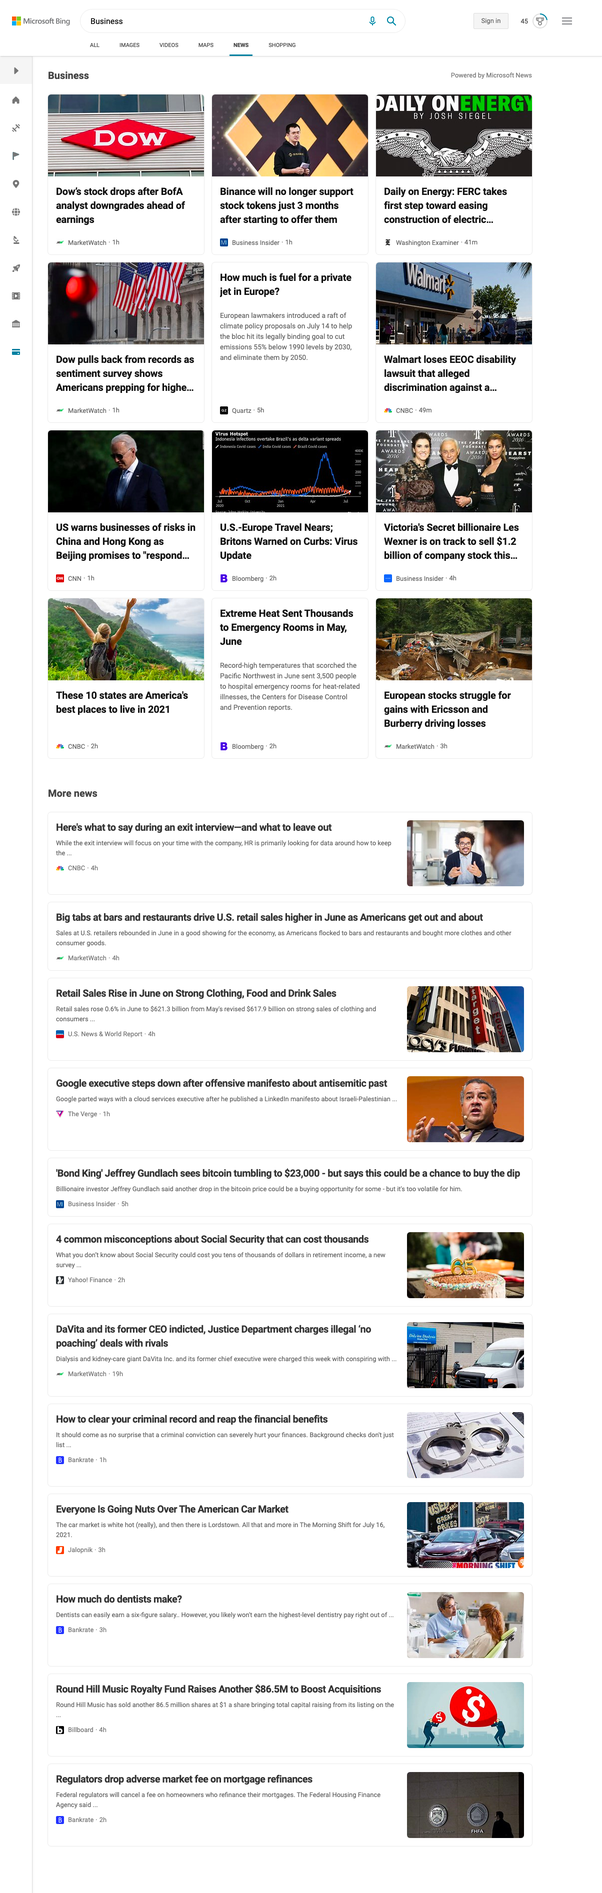 Microsoft Bing
Business
Sign in
45
ALL
IMAGES
VIDEOS
MAPS
NEWS
SHOPPING
Business
Powered by Microsoft News
DOW
Dow's stock drops after BofA
analyst downgrades ahead of
earnings
MarketWatch · 1h
Binance will no longer support
stock tokens just 3 months
after starting to offer them
Business Insider · 1h
DAILY ON ENERGY
BY JOSH SIEGEL
Daily on Energy: FERC takes
first step toward easing
construction of electric...
Washington Examiner · 41m
Dow pulls back from records as
sentiment survey shows
Americans prepping for highe...
MarketWatch · 1h
How much is fuel for a private
jet in Europe?
European lawmakers introduced a raft of
climate policy proposals on July 14 to help
the bloc hit its legally binding goal to cut
emissions 55% below 1990 levels by 2030,
and eliminate them by 2050.
Quartz · 5h
Walmart
Walmart loses EEOC disability
lawsuit that alleged
discrimination against a...
CNBC · 49m
US warns businesses of risks in
China and Hong Kong as
Beijing promises to "respond...
CNN · 1h
Virus Hotspot
Indonesia infections overtake Brazil's as delta variant spreads
U.S.-Europe Travel Nears;
Britons Warned on Curbs: Virus
Update
Bloomberg · 2h
Victoria's Secret billionaire Les
Wexner is on track to sell $1.2
billion of company stock this...
Business Insider · 4h
These 10 states are America's
best places to live in 2021
CNBC · 2h
Extreme Heat Sent Thousands
to Emergency Rooms in May,
June
Record-high temperatures that scorched the
Pacific Northwest in June sent 3,500 people
to hospital emergency rooms for heat-related
illnesses, the Centers for Disease Control
and Prevention reports.
Bloomberg · 2h
European stocks struggle for
gains with Ericsson and
Burberry driving losses
MarketWatch · 3h
More news
Here's what to say during an exit interview—and what to leave out
While the exit interview will focus on your time with the company, HR is primarily looking for data around how to keep
the ...
CNBC · 4h
Big tabs at bars and restaurants drive U.S. retail sales higher in June as Americans get out and about
Sales at U.S. retailers rebounded in June in a good showing for the economy, as Americans flocked to bars and restaurants and bought more clothes and other
consumer goods.
MarketWatch · 4h
Retail Sales Rise in June on Strong Clothing, Food and Drink Sales
Retail sales rose 0.6% in June to $621.3 billion from May's revised $617.9 billion on strong sales of clothing and
consumers ...
U.S. News & World Report · 4h
Google executive steps down after offensive manifesto about antisemitic past
Google parted ways with a cloud services executive after he published a LinkedIn manifesto about Israeli-Palestinian ...
The Verge · 1h
'Bond King' Jeffrey Gundlach sees bitcoin tumbling to $23,000 - but says this could be a chance to buy the dip
Billionaire investor Jeffrey Gundlach said another drop in the bitcoin price could be a buying opportunity for some - but it's too volatile for him.
Business Insider · 5h
4 common misconceptions about Social Security that can cost thousands
What you don't know about Social Security could cost you tens of thousands of dollars in retirement income, a new
survey ...
Yahoo! Finance · 2h
65
DaVita and its former CEO indicted, Justice Department charges illegal 'no
poaching' deals with rivals
Dialysis and kidney-care giant DaVita Inc. and its former chief executive were charged this week with conspiring with ...
MarketWatch · 19h
How to clear your criminal record and reap the financial benefits
It should come as no surprise that a criminal conviction can severely hurt your finances. Background checks don't just
list ...
Bankrate · 1h
Everyone Is Going Nuts Over The American Car Market
The car market is white hot (really), and then there is Lordstown. All that and more in The Morning Shift for July 16,
2021.
Jalopnik · 3h
MORNING SHIFT
How much do dentists make?
Dentists can easily earn a six-figure salary.. However, you likely won't earn the highest-level dentistry pay right out of ...
Bankrate · 3h
Round Hill Music Royalty Fund Raises Another $86.5M to Boost Acquisitions
Round Hill Music has sold another 86.5 million shares at $1 a share bringing total capital raising from its listing on the
...
Billboard · 4h
Regulators drop adverse market fee on mortgage refinances
Federal regulators will cancel a fee on homeowners who refinance their mortgages. The Federal Housing Finance
Agency said ...
Bankrate · 2h
FHFA